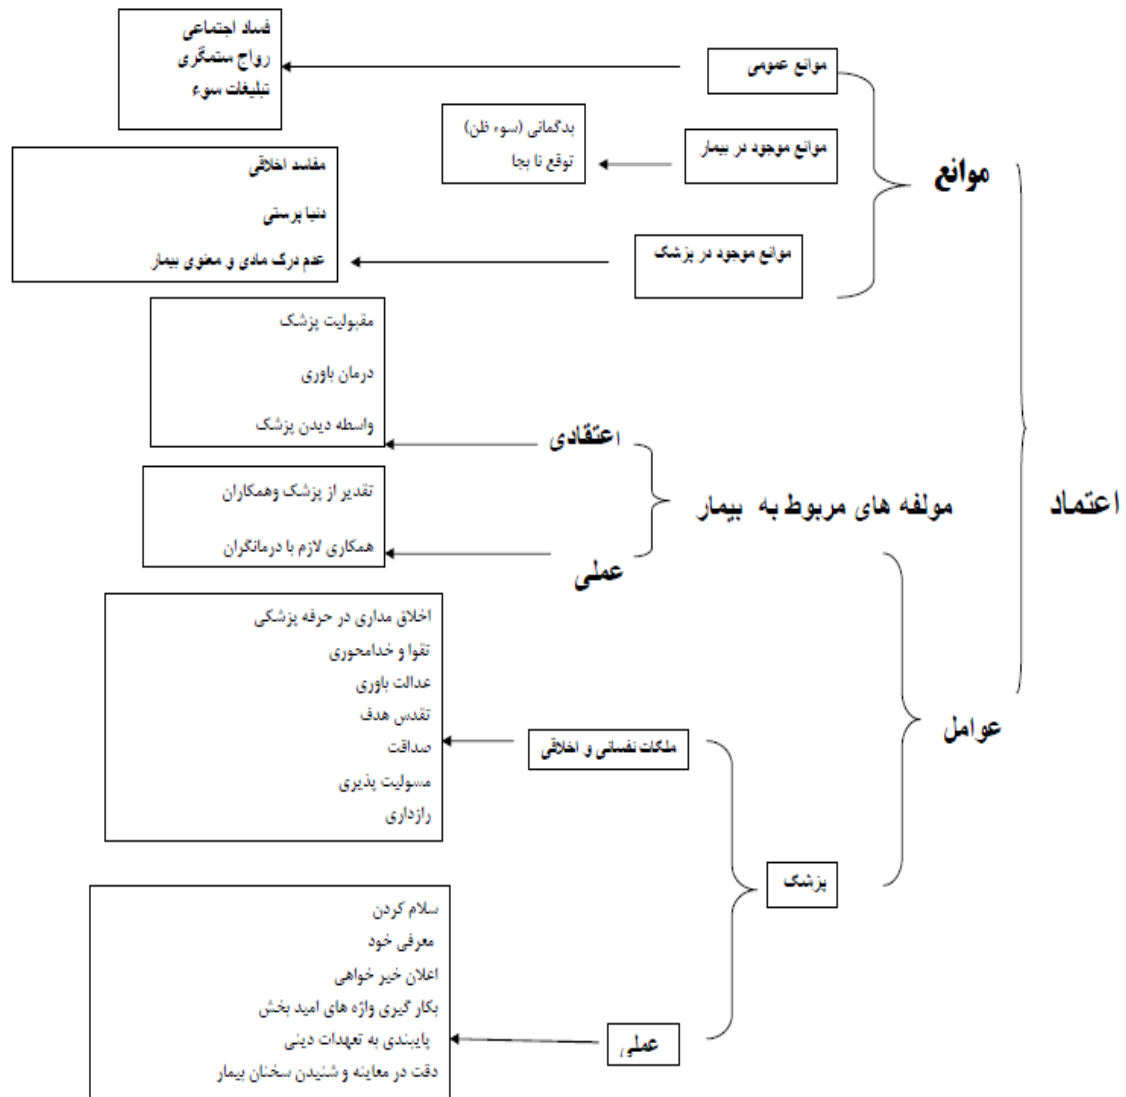 اعتماد
موانع
موانع عمومی
فساد اجتماعی
رواج ستمگری
تبلیغات سوء
موانع موجود در بیمار
بدگمانی (سوء ظن)
توقع نا بجا
موانع موجود در پزشک
مفاسد اخلاقی
دنیا پرستی
عدم درک مادی و معنوی بیمار
عوامل
مولفه های مربوط به بیمار
اعتقادی
مقبولیت پزشک
درمان باوری
واسطه دیدن پزشک
عملی
تقدیر از پزشک وهمکاران
همکاری لازم با درمانگران
پزشک
ملکات نفسانی و اخلاقی
اخلاق مداری در حرفه پزشکی
تقوا و خدامحوری
عدالت باوری
تقدس هدف
صداقت
مسولیت پذیری
رازداری
عملی
سلام کردن
معرفی خود
اعلان خیر خواهی
بکار گیری واژه های امید بخش
پایبندی به تعهدات دینی
دقت در معاینه و شنیدن سخنان بیمار